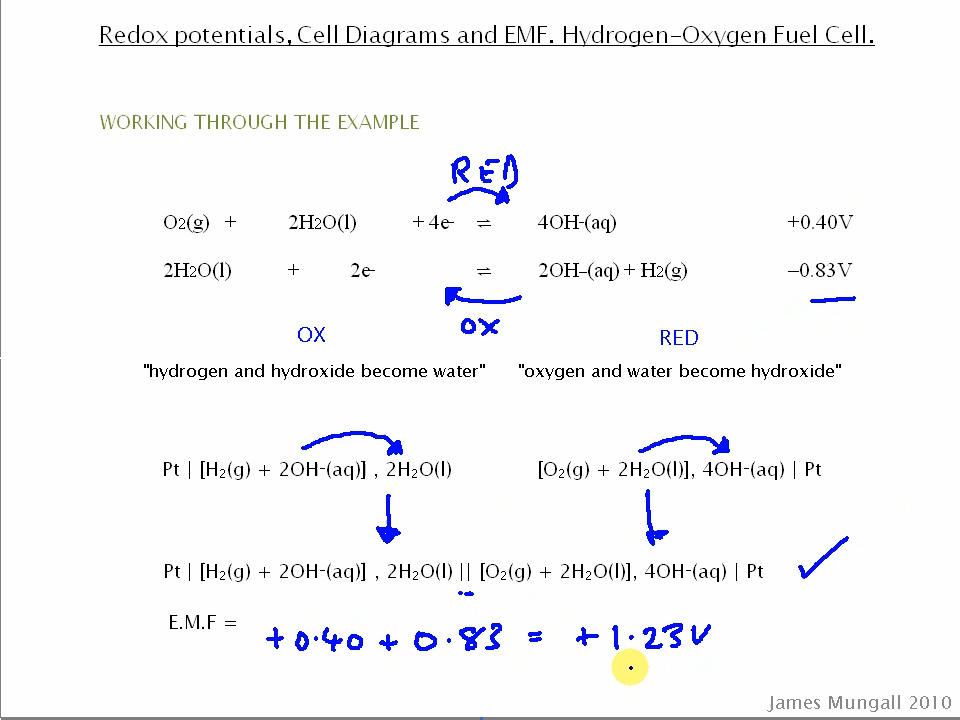 Redox potentials, Cell Diagrams and EMF. Hydrogen-Oxygen Fuel Cell.
WORKING THROUGH THE EXAMPLE
RED
O₂(g) + 2H₂O(l) + 4e⁻ ⇌ 4OH⁻(aq) +0.40V
2H₂O(l) + 2e⁻ ⇌ 2OH–(aq) + H₂(g) –0.83V
OX
OX RED
"hydrogen and hydroxide become water" "oxygen and water become hydroxide"
Pt | [H₂(g) + 2OH⁻(aq)] , 2H₂O(l) [O₂(g) + 2H₂O(l)], 4OH⁻(aq) | Pt
Pt | [H₂(g) + 2OH⁻(aq)] , 2H₂O(l) || [O₂(g) + 2H₂O(l)], 4OH⁻(aq) | Pt
E.M.F = +0.40 + 0.83 = +1.23V
James Mungall 2010